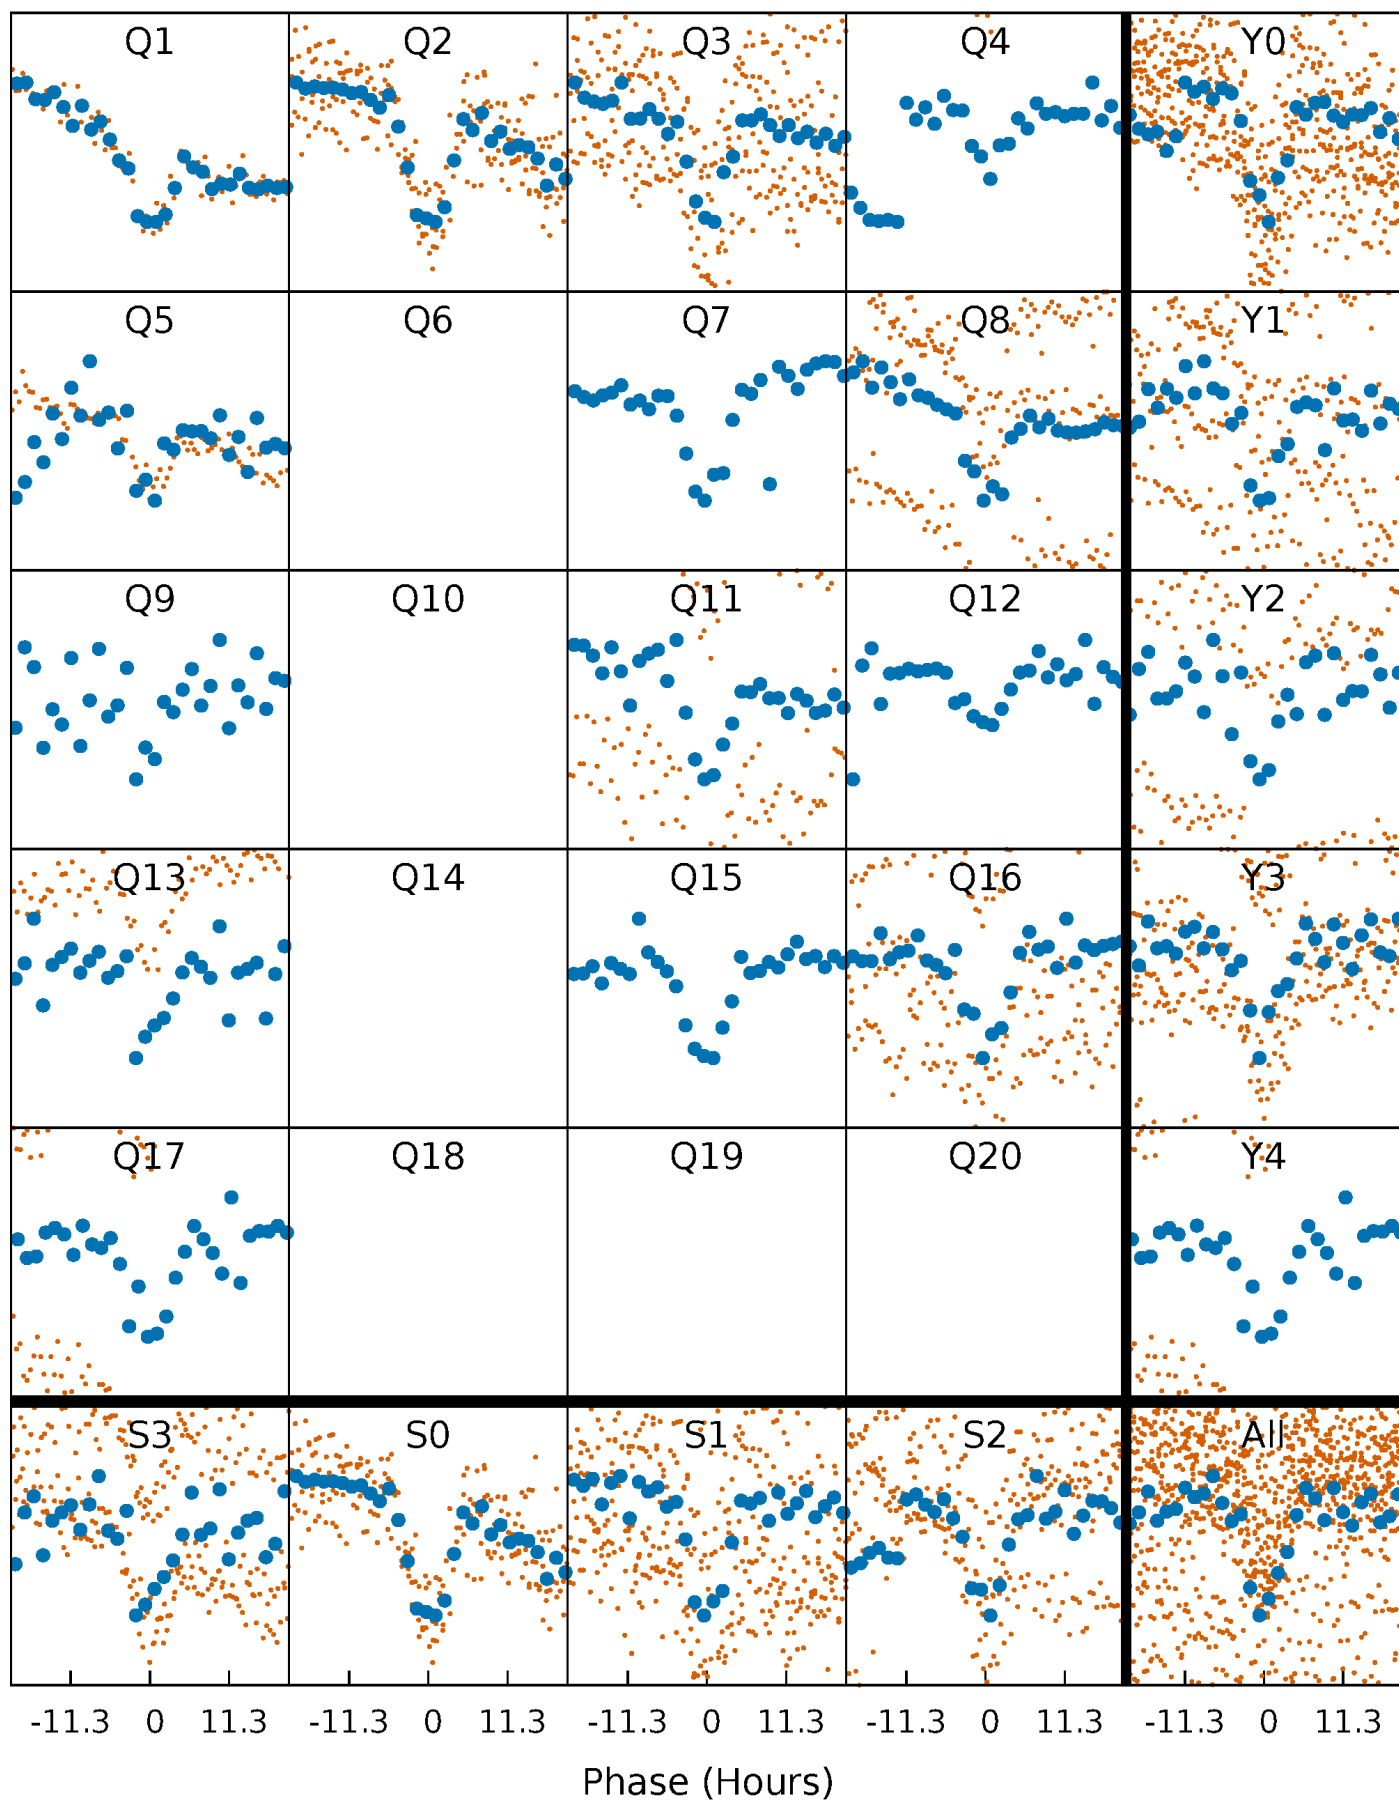 Q1 Q2 Q3 Q4 Y0
Q5 Q6 Q7 Q8 Y1
Q9 Q10 Q11 Q12 Y2
Q13 Q14 Q15 Q16 Y3
Q17 Q18 Q19 Q20 Y4
S3 S0 S1 S2 All
-11.3 0 11.3 -11.3 0 11.3 -11.3 0 11.3 -11.3 0 11.3 -11.3 0 11.3
Phase (Hours)